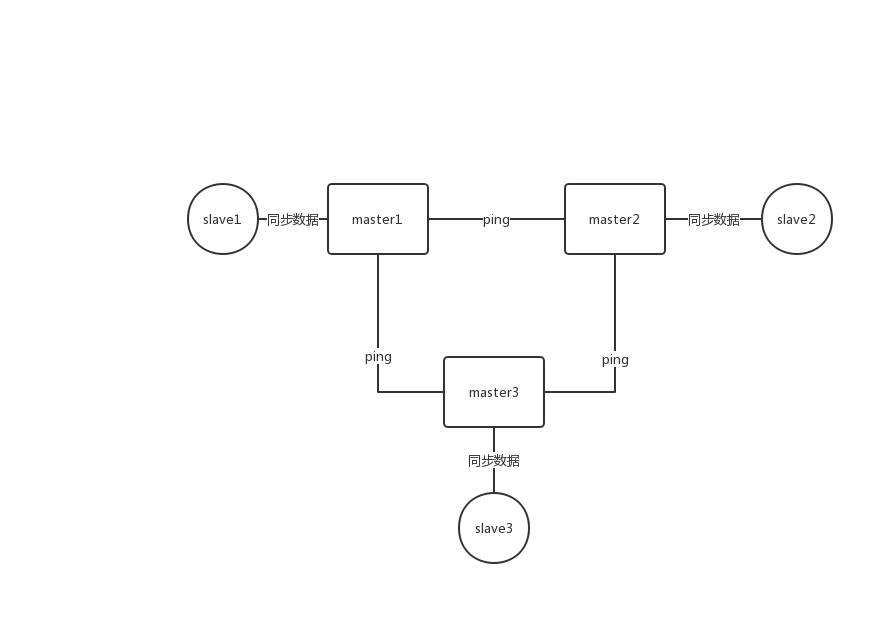 slave1
同步数据
master1
ping
master2
同步数据
slave2
ping
ping
master3
同步数据
slave3